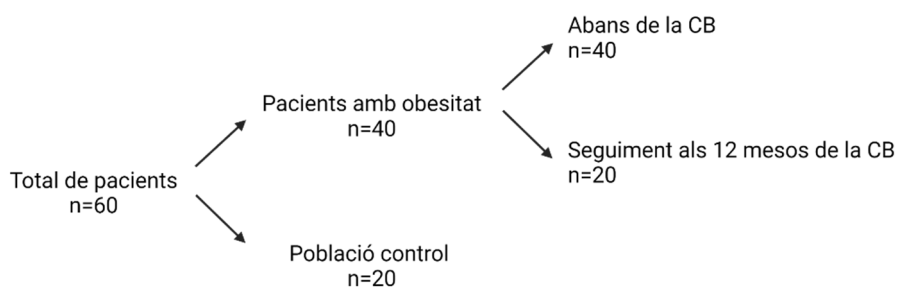 Abans de la CB
n=40
Pacients amb obesitat
n=40
Seguiment als 12 mesos de la CB
n=20
Total de pacients
n=60
Població control
n=20